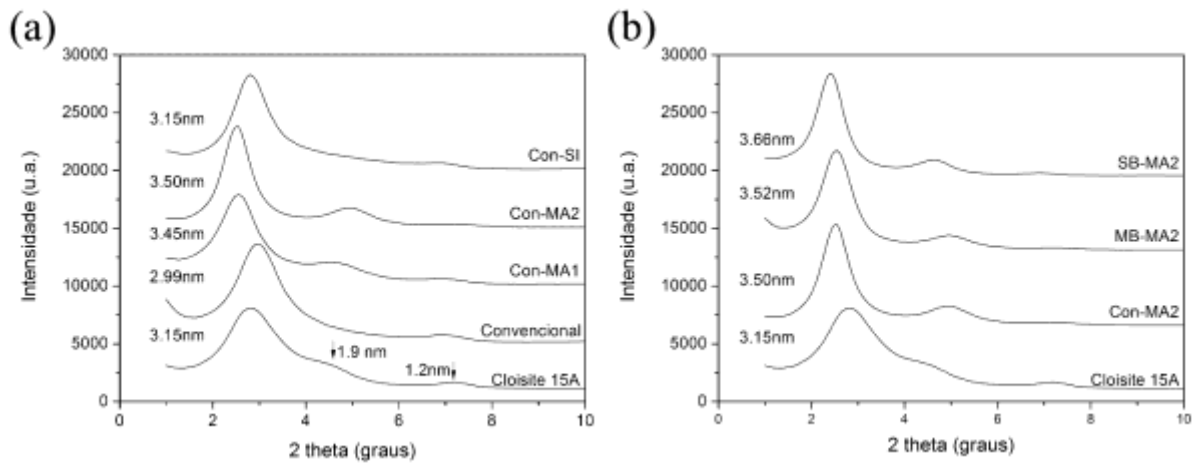 (a)
30000
25000
20000
15000
10000
5000
0
Intensidade (u.a.)
3.15nm
Con-SI
3.50nm
Con-MA2
3.45nm
Con-MA1
2.99nm
Convencional
3.15nm
1.9 nm
1.2nm
Cloisite 15A
0 2 4 6 8 10
2 theta (graus)
(b)
30000
25000
20000
15000
10000
5000
0
Intensidade (u.a.)
3.66nm
SB-MA2
3.52nm
MB-MA2
3.50nm
Con-MA2
3.15nm
Cloisite 15A
0 2 4 6 8 10
2 theta (graus)